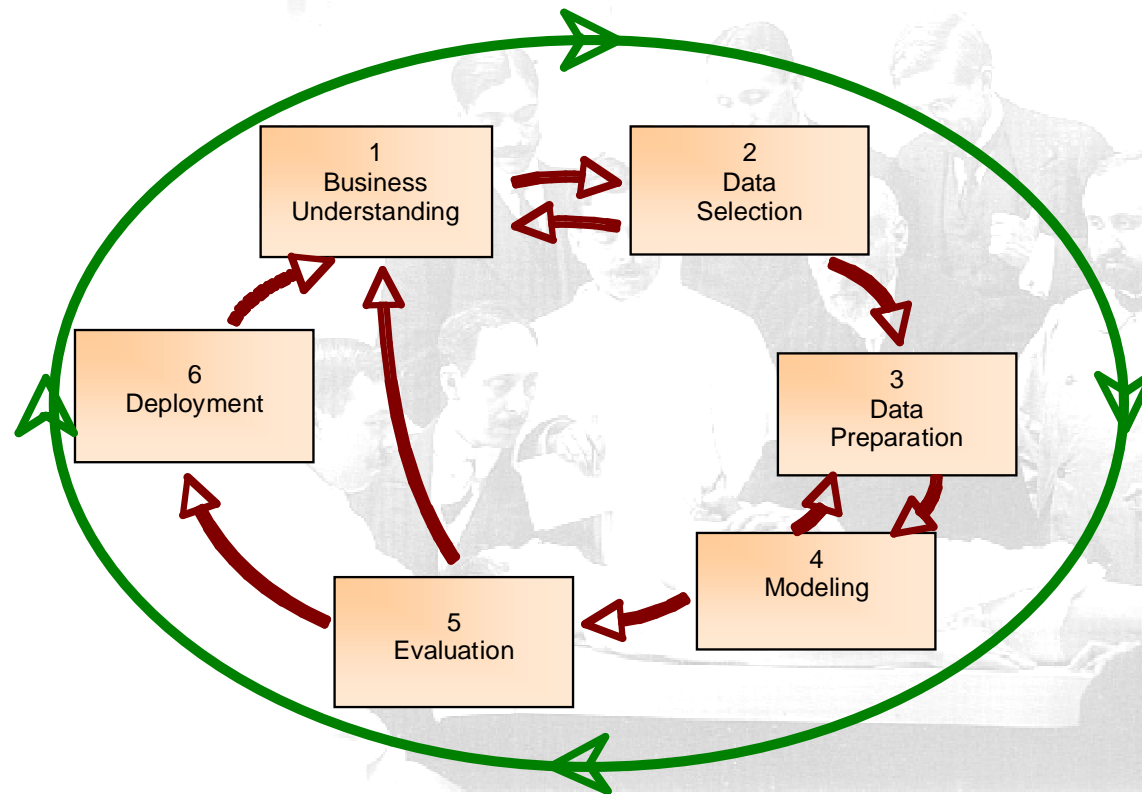 1
Business
Understanding
2
Data
Selection
3
Data
Preparation
4
Modeling
5
Evaluation
6
Deployment